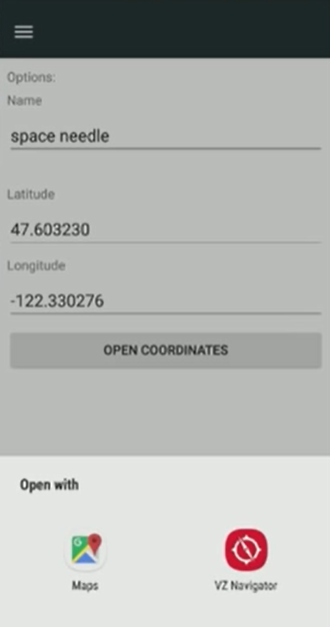 Options:
Name
space needle
Latitude
47.603230
Longitude
-122.330276
OPEN COORDINATES
Open with
Maps
VZ Navigator